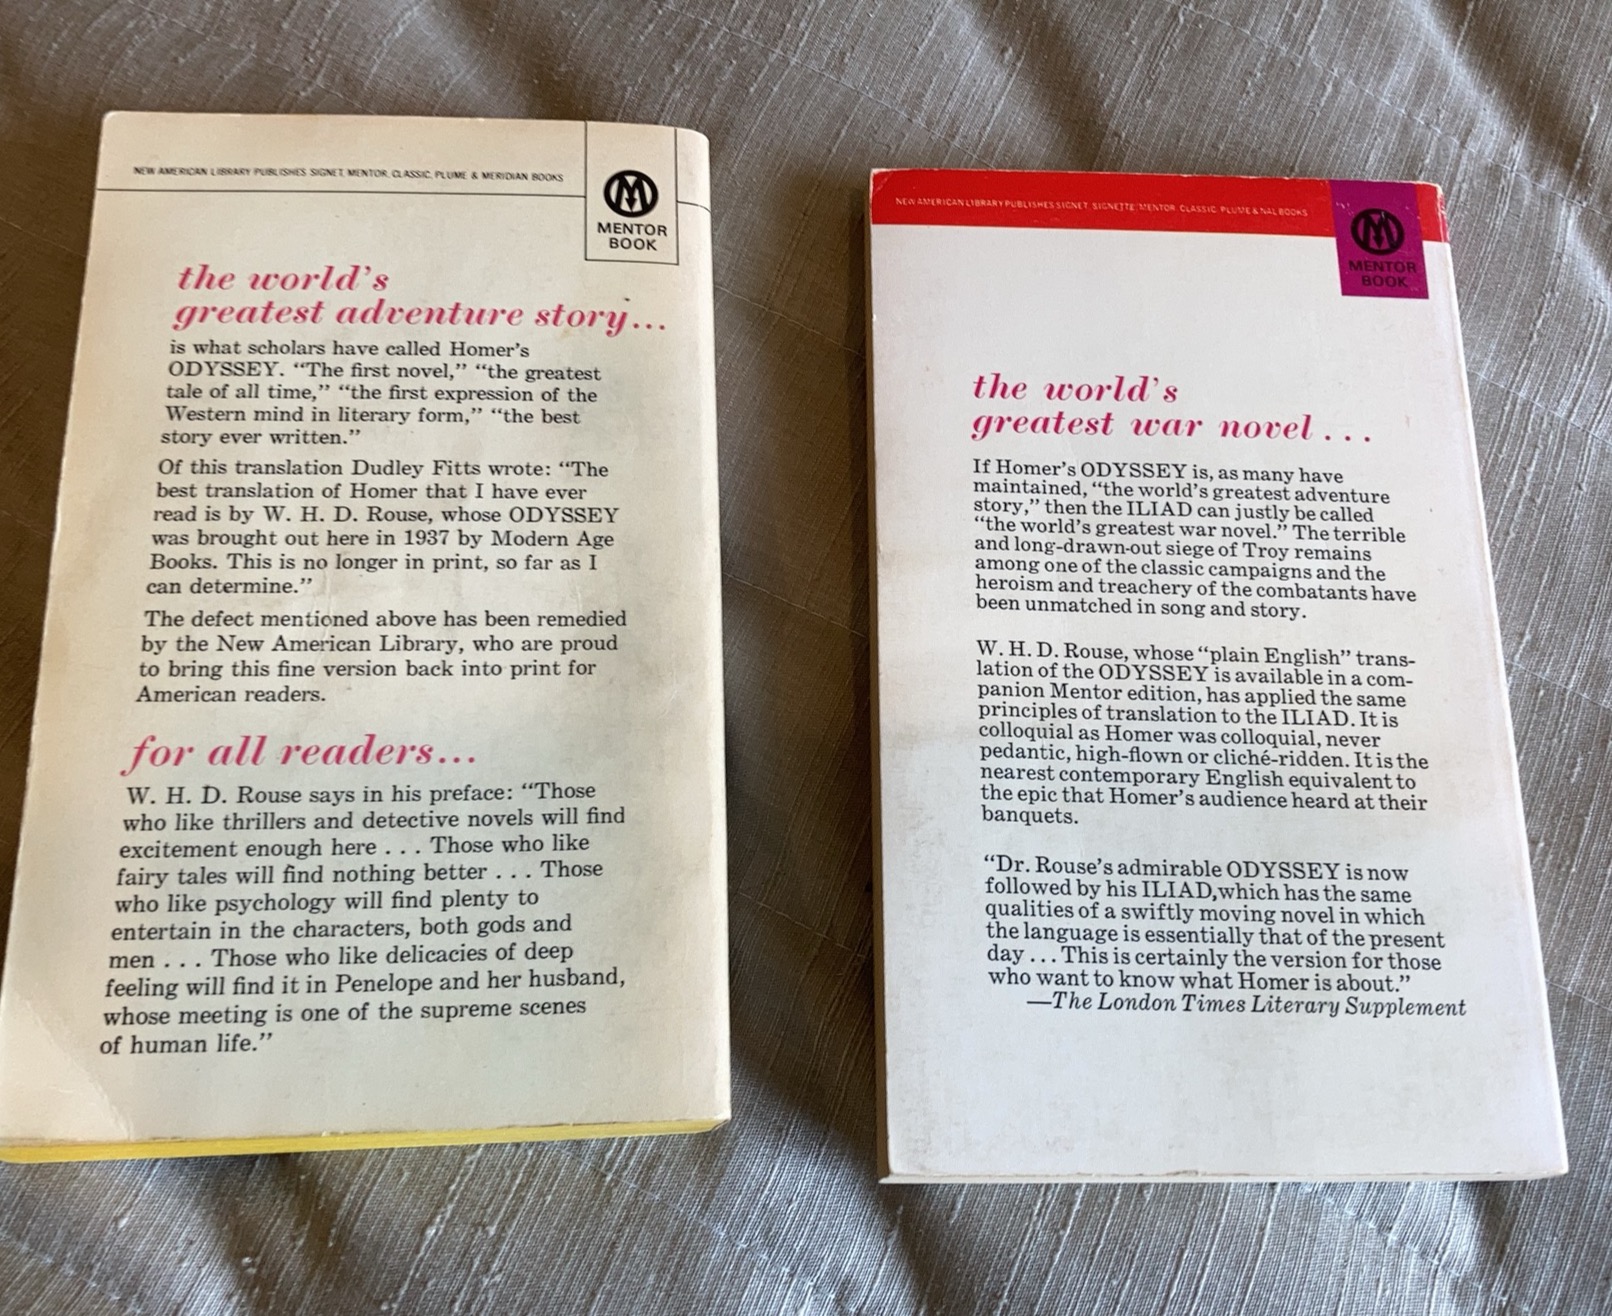 NEW AMERICAN LIBRARY PUBLISHES SIGNET, MENTOR, CLASSIC, PLUME & MERIDIAN BOOKS
MENTOR
BOOK
the world's
greatest adventure story...
is what scholars have called Homer's
ODYSSEY. “The first novel,” “the greatest
tale of all time,” “the first expression of the
Western mind in literary form,” “the best
story ever written.”
Of this translation Dudley Fitts wrote: “The
best translation of Homer that I have ever
read is by W. H. D. Rouse, whose ODYSSEY
was brought out here in 1937 by Modern Age
Books. This is no longer in print, so far as I
can determine.”
The defect mentioned above has been remedied
by the New American Library, who are proud
to bring this fine version back into print for
American readers.
for all readers...
W. H. D. Rouse says in his preface: “Those
who like thrillers and detective novels will find
excitement enough here . . . Those who like
fairy tales will find nothing better . . . Those
who like psychology will find plenty to
entertain in the characters, both gods and
men . . . Those who like delicacies of deep
feeling will find it in Penelope and her husband,
whose meeting is one of the supreme scenes
of human life.”
NEW AMERICAN LIBRARY PUBLISHES SIGNET, SIGNETTE, MENTOR, CLASSIC, PLUME & NAL BOOKS
MENTOR
BOOK
the world's
greatest war novel . . .
If Homer's ODYSSEY is, as many have
maintained, “the world's greatest adventure
story,” then the ILIAD can justly be called
“the world's greatest war novel.” The terrible
and long-drawn-out siege of Troy remains
among one of the classic campaigns and the
heroism and treachery of the combatants have
been unmatched in song and story.
W. H. D. Rouse, whose “plain English” trans-
lation of the ODYSSEY is available in a com-
panion Mentor edition, has applied the same
principles of translation to the ILIAD. It is
colloquial as Homer was colloquial, never
pedantic, high-flown or cliché-ridden. It is the
nearest contemporary English equivalent to
the epic that Homer's audience heard at their
banquets.
“Dr. Rouse's admirable ODYSSEY is now
followed by his ILIAD, which has the same
qualities of a swiftly moving novel in which
the language is essentially that of the present
day . . . This is certainly the version for those
who want to know what Homer is about.”
—The London Times Literary Supplement